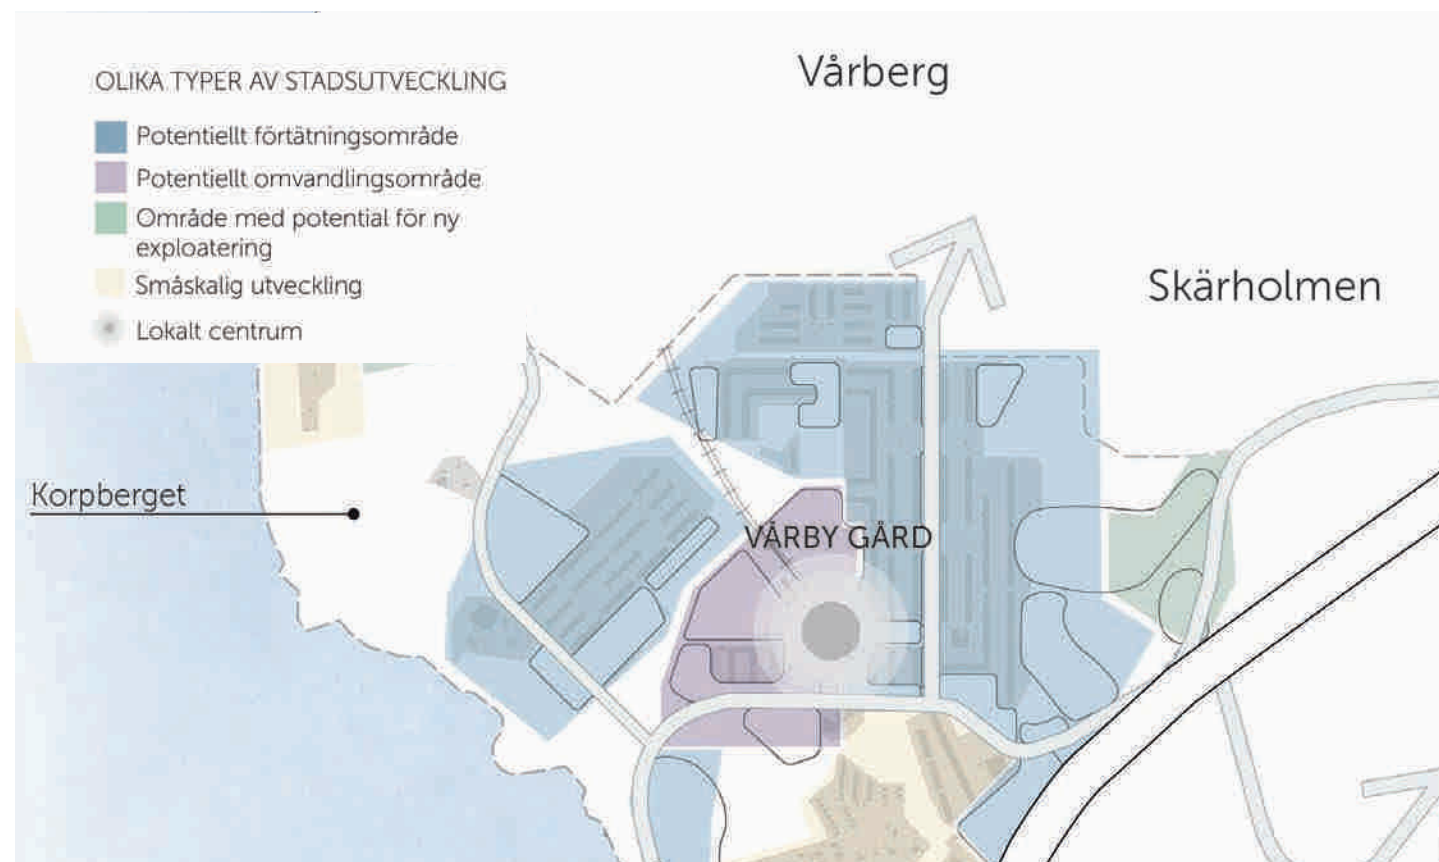 OLIKA TYPER AV STADSUTVECKLING
Potentiellt förtätningsområde
Potentiellt omvandlingsområde
Område med potential för ny
exploatering
Småskalig utveckling
Lokalt centrum
Vårberg
Skärholmen
Korpberget
VÅRBY GÅRD